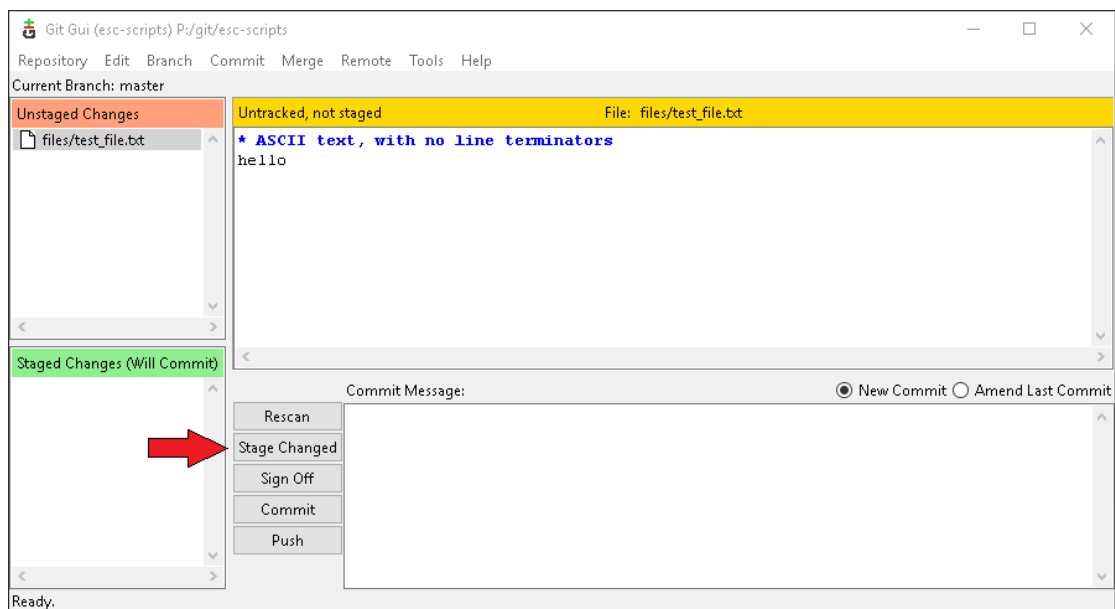 Git Gui (esc-scripts) P:/git/esc-scripts
Repository Edit Branch Commit Merge Remote Tools Help
Current Branch: master
Unstaged Changes
files/test_file.txt
Untracked, not staged File: files/test_file.txt
* ASCII text, with no line terminators
hello
Staged Changes (Will Commit)
Commit Message: New Commit Amend Last Commit
Rescan
Stage Changed
Sign Off
Commit
Push
Ready.